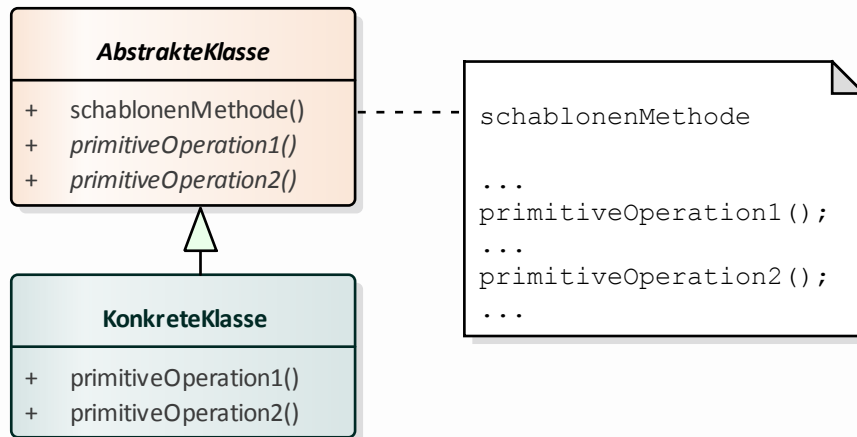 AbstrakteKlasse
+ schablonenMethode()
+ primitiveOperation1()
+ primitiveOperation2()
KonkreteKlasse
+ primitiveOperation1()
+ primitiveOperation2()
schablonenMethode
...
primitiveOperation1();
...
primitiveOperation2();
...